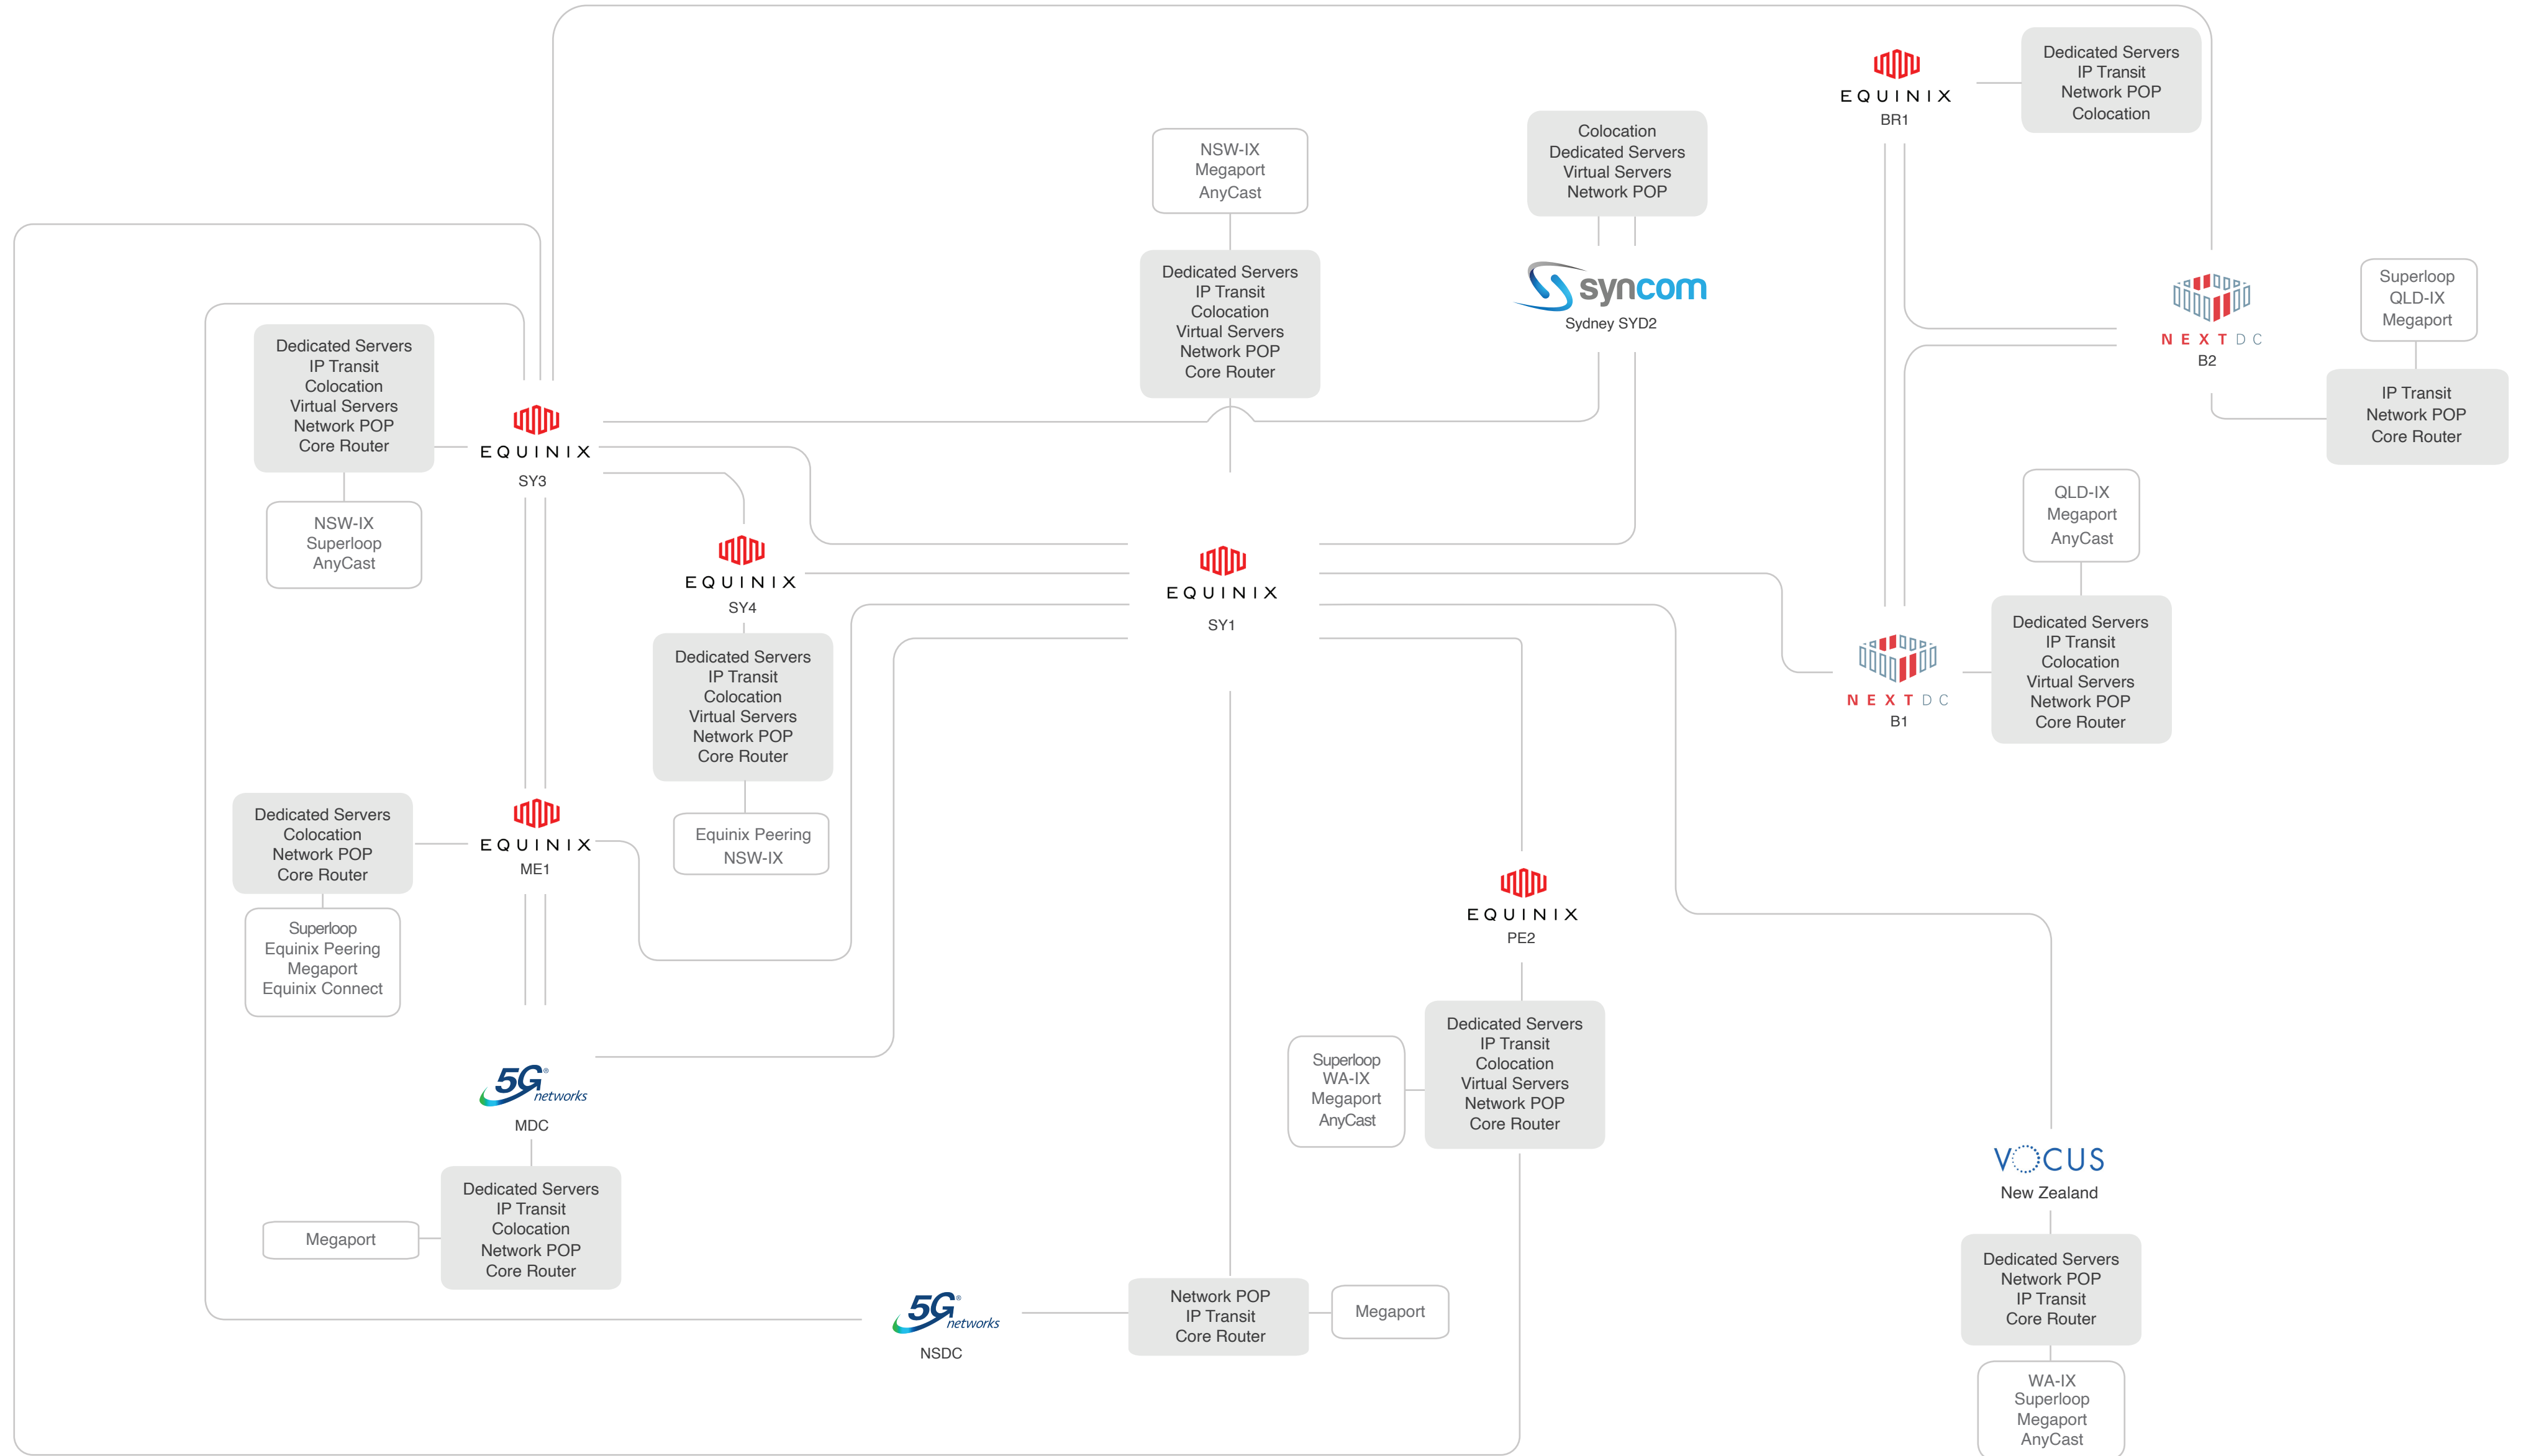 EQUINIX
BR1
Dedicated Servers
IP Transit
Network POP
Colocation
NSW-IX
Megaport
AnyCast
Dedicated Servers
IP Transit
Colocation
Virtual Servers
Network POP
Core Router
Colocation
Dedicated Servers
Virtual Servers
Network POP
syncom
Sydney SYD2
NEXTDC
B2
Superloop
QLD-IX
Megaport
IP Transit
Network POP
Core Router
Dedicated Servers
IP Transit
Colocation
Virtual Servers
Network POP
Core Router
EQUINIX
SY3
NSW-IX
Superloop
AnyCast
EQUINIX
SY4
Dedicated Servers
IP Transit
Colocation
Virtual Servers
Network POP
Core Router
Equinix Peering
NSW-IX
EQUINIX
SY1
QLD-IX
Megaport
AnyCast
NEXTDC
B1
Dedicated Servers
IP Transit
Colocation
Virtual Servers
Network POP
Core Router
Dedicated Servers
Colocation
Network POP
Core Router
EQUINIX
ME1
Superloop
Equinix Peering
Megaport
Equinix Connect
EQUINIX
PE2
Dedicated Servers
IP Transit
Colocation
Virtual Servers
Network POP
Core Router
Superloop
WA-IX
Megaport
AnyCast
5G®
networks
MDC
Dedicated Servers
IP Transit
Colocation
Network POP
Core Router
Megaport
5G®
networks
NSDC
Network POP
IP Transit
Core Router
Megaport
VOCUS
New Zealand
Dedicated Servers
Network POP
IP Transit
Core Router
WA-IX
Superloop
Megaport
AnyCast